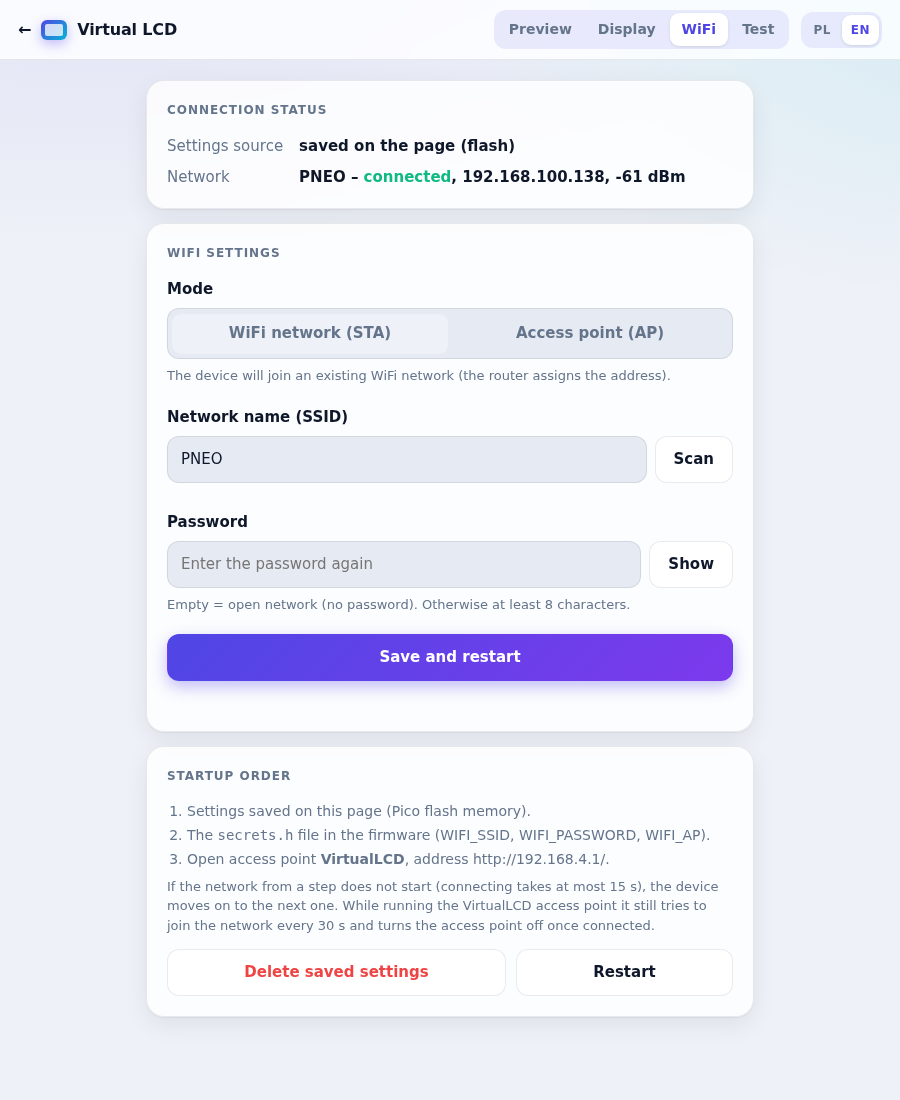 ← Virtual LCD
Preview Display WiFi Test PL EN
CONNECTION STATUS
Settings source saved on the page (flash)
Network PNEO – connected, 192.168.100.138, -61 dBm
WIFI SETTINGS
Mode
WiFi network (STA) Access point (AP)
The device will join an existing WiFi network (the router assigns the address).
Network name (SSID)
PNEO Scan
Password
Enter the password again Show
Empty = open network (no password). Otherwise at least 8 characters.
Save and restart
STARTUP ORDER
1. Settings saved on this page (Pico flash memory).
2. The secrets.h file in the firmware (WIFI_SSID, WIFI_PASSWORD, WIFI_AP).
3. Open access point VirtualLCD, address http://192.168.4.1/.
If the network from a step does not start (connecting takes at most 15 s), the device
moves on to the next one. While running the VirtualLCD access point it still tries to
join the network every 30 s and turns the access point off once connected.
Delete saved settings Restart